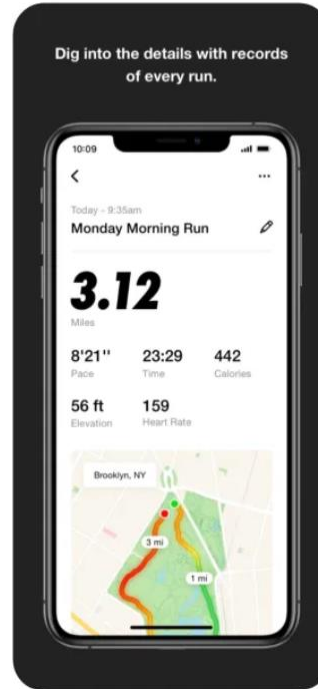 Dig into the details with records
of every run.
10:09
Today - 9:35am
Monday Morning Run
3.12
Miles
8'21'' 23:29 442
Pace Time Calories
56 ft 159
Elevation Heart Rate
Brooklyn, NY
3 mi
1 mi